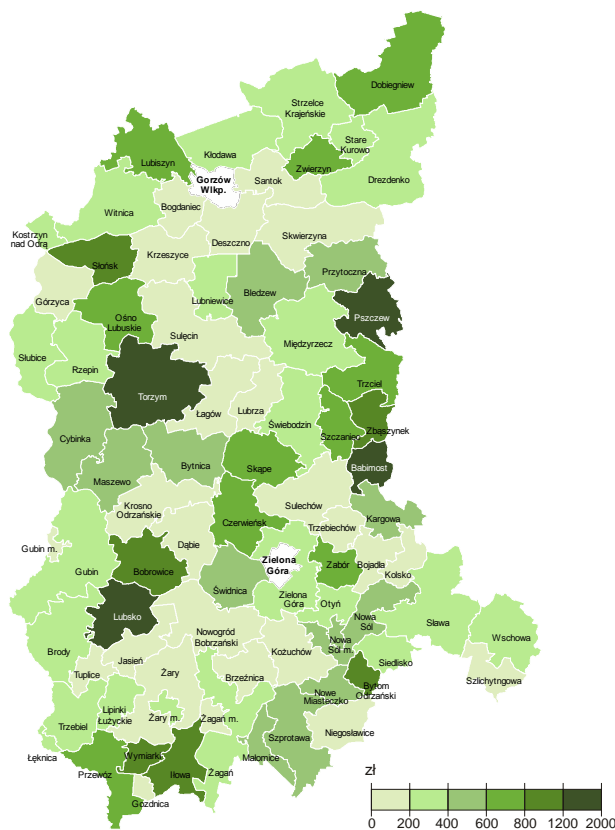 Dobiegniew
Strzelce
Krajeńskie
Stare
Kurowo
Kłodawa
Lubiszyn
Zwierzyn
Gorzów
Wlkp.
Santok
Drezdenko
Witnica
Bogdaniec
Kostrzyn
nad Odrą
Deszczno
Skwierzyna
Słońsk
Krzeszyce
Przytoczna
Bledzew
Lubniewice
Górzyca
Ośno
Lubuskie
Pszczew
Sulęcin
Międzyrzecz
Słubice
Rzepin
Trzciel
Torzym
Łagów
Lubrza
Świebodzin
Szczaniec
Zbąszynek
Cybinka
Bytnica
Skąpe
Babimost
Maszewo
Krosno
Odrzańskie
Sulechów
Kargowa
Czerwieńsk
Trzebiechów
Gubin m.
Dąbie
Zielona
Góra
Gubin
Bobrowice
Zabór
Bojadła
Kolsko
Świdnica
Zielona
Góra
Otyń
Lubsko
Nowa
Sól
Sława
Nowogród
Bobrzański
Nowa
Sól m.
Wschowa
Brody
Jasień
Kożuchów
Siedlisko
Tuplice
Żary
Brzeźnica
Szlichtyngowa
Bytom
Odrzański
Nowe
Miasteczko
Lipinki
Łużyckie
Żary m.
Żagań m.
Trzebiel
Niegosławice
Szprotawa
Łęknica
Wymiarki
Małomice
Przewóz
Iłowa
Żagań
Gozdnica
zł
0 200 400 600 800 1200 2000